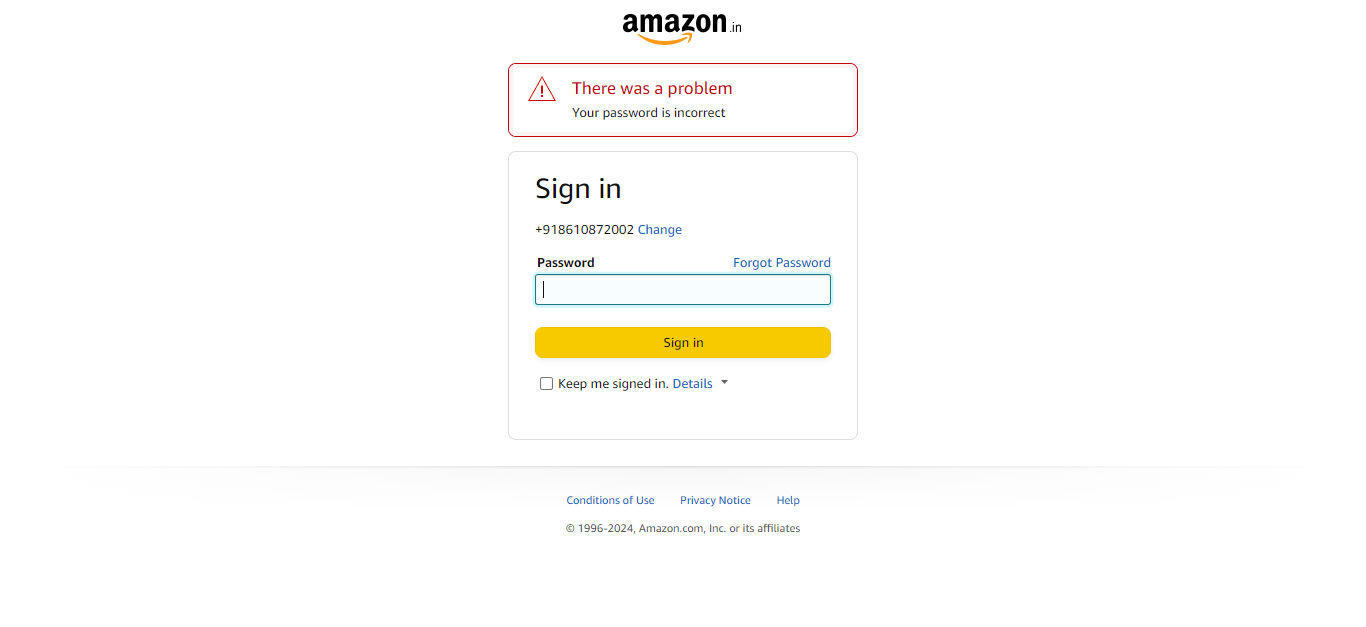 amazon.in
There was a problem
Your password is incorrect
Sign in
+918610872002 Change
Password Forgot Password
Sign in
Keep me signed in. Details
Conditions of Use Privacy Notice Help
© 1996-2024, Amazon.com, Inc. or its affiliates